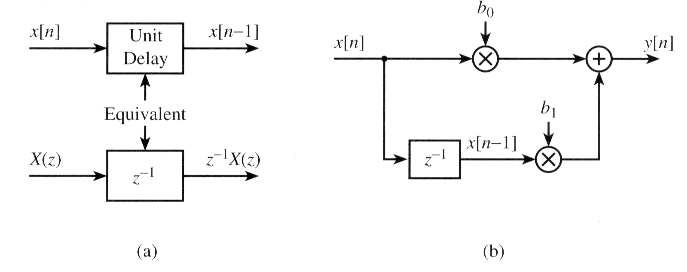 x[n]
Unit
Delay
x[n−1]
Equivalent
X(z)
z⁻¹
z⁻¹X(z)
(a)
b₀
x[n]
×
+
y[n]
b₁
z⁻¹
x[n−1]
×
(b)